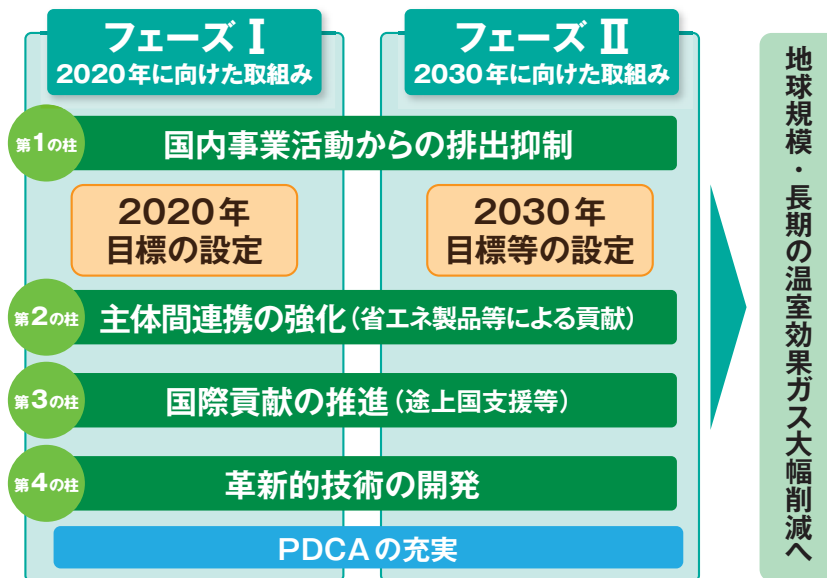 フェーズ Ⅰ
2020年に向けた取組み
フェーズ Ⅱ
2030年に向けた取組み
第1の柱
国内事業活動からの排出抑制
2020年
目標の設定
2030年
目標等の設定
第2の柱
主体間連携の強化(省エネ製品等による貢献)
第3の柱
国際貢献の推進(途上国支援等)
第4の柱
革新的技術の開発
PDCAの充実
地球規模・長期の温室効果ガス大幅削減へ